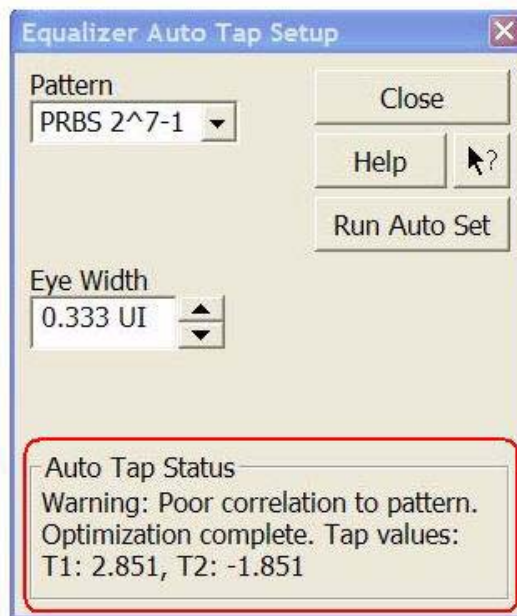 Equalizer Auto Tap Setup
Pattern
PRBS 2^7-1
Close
Help
?
Run Auto Set
Eye Width
0.333 UI
Auto Tap Status
Warning: Poor correlation to pattern.
Optimization complete. Tap values:
T1: 2.851, T2: -1.851